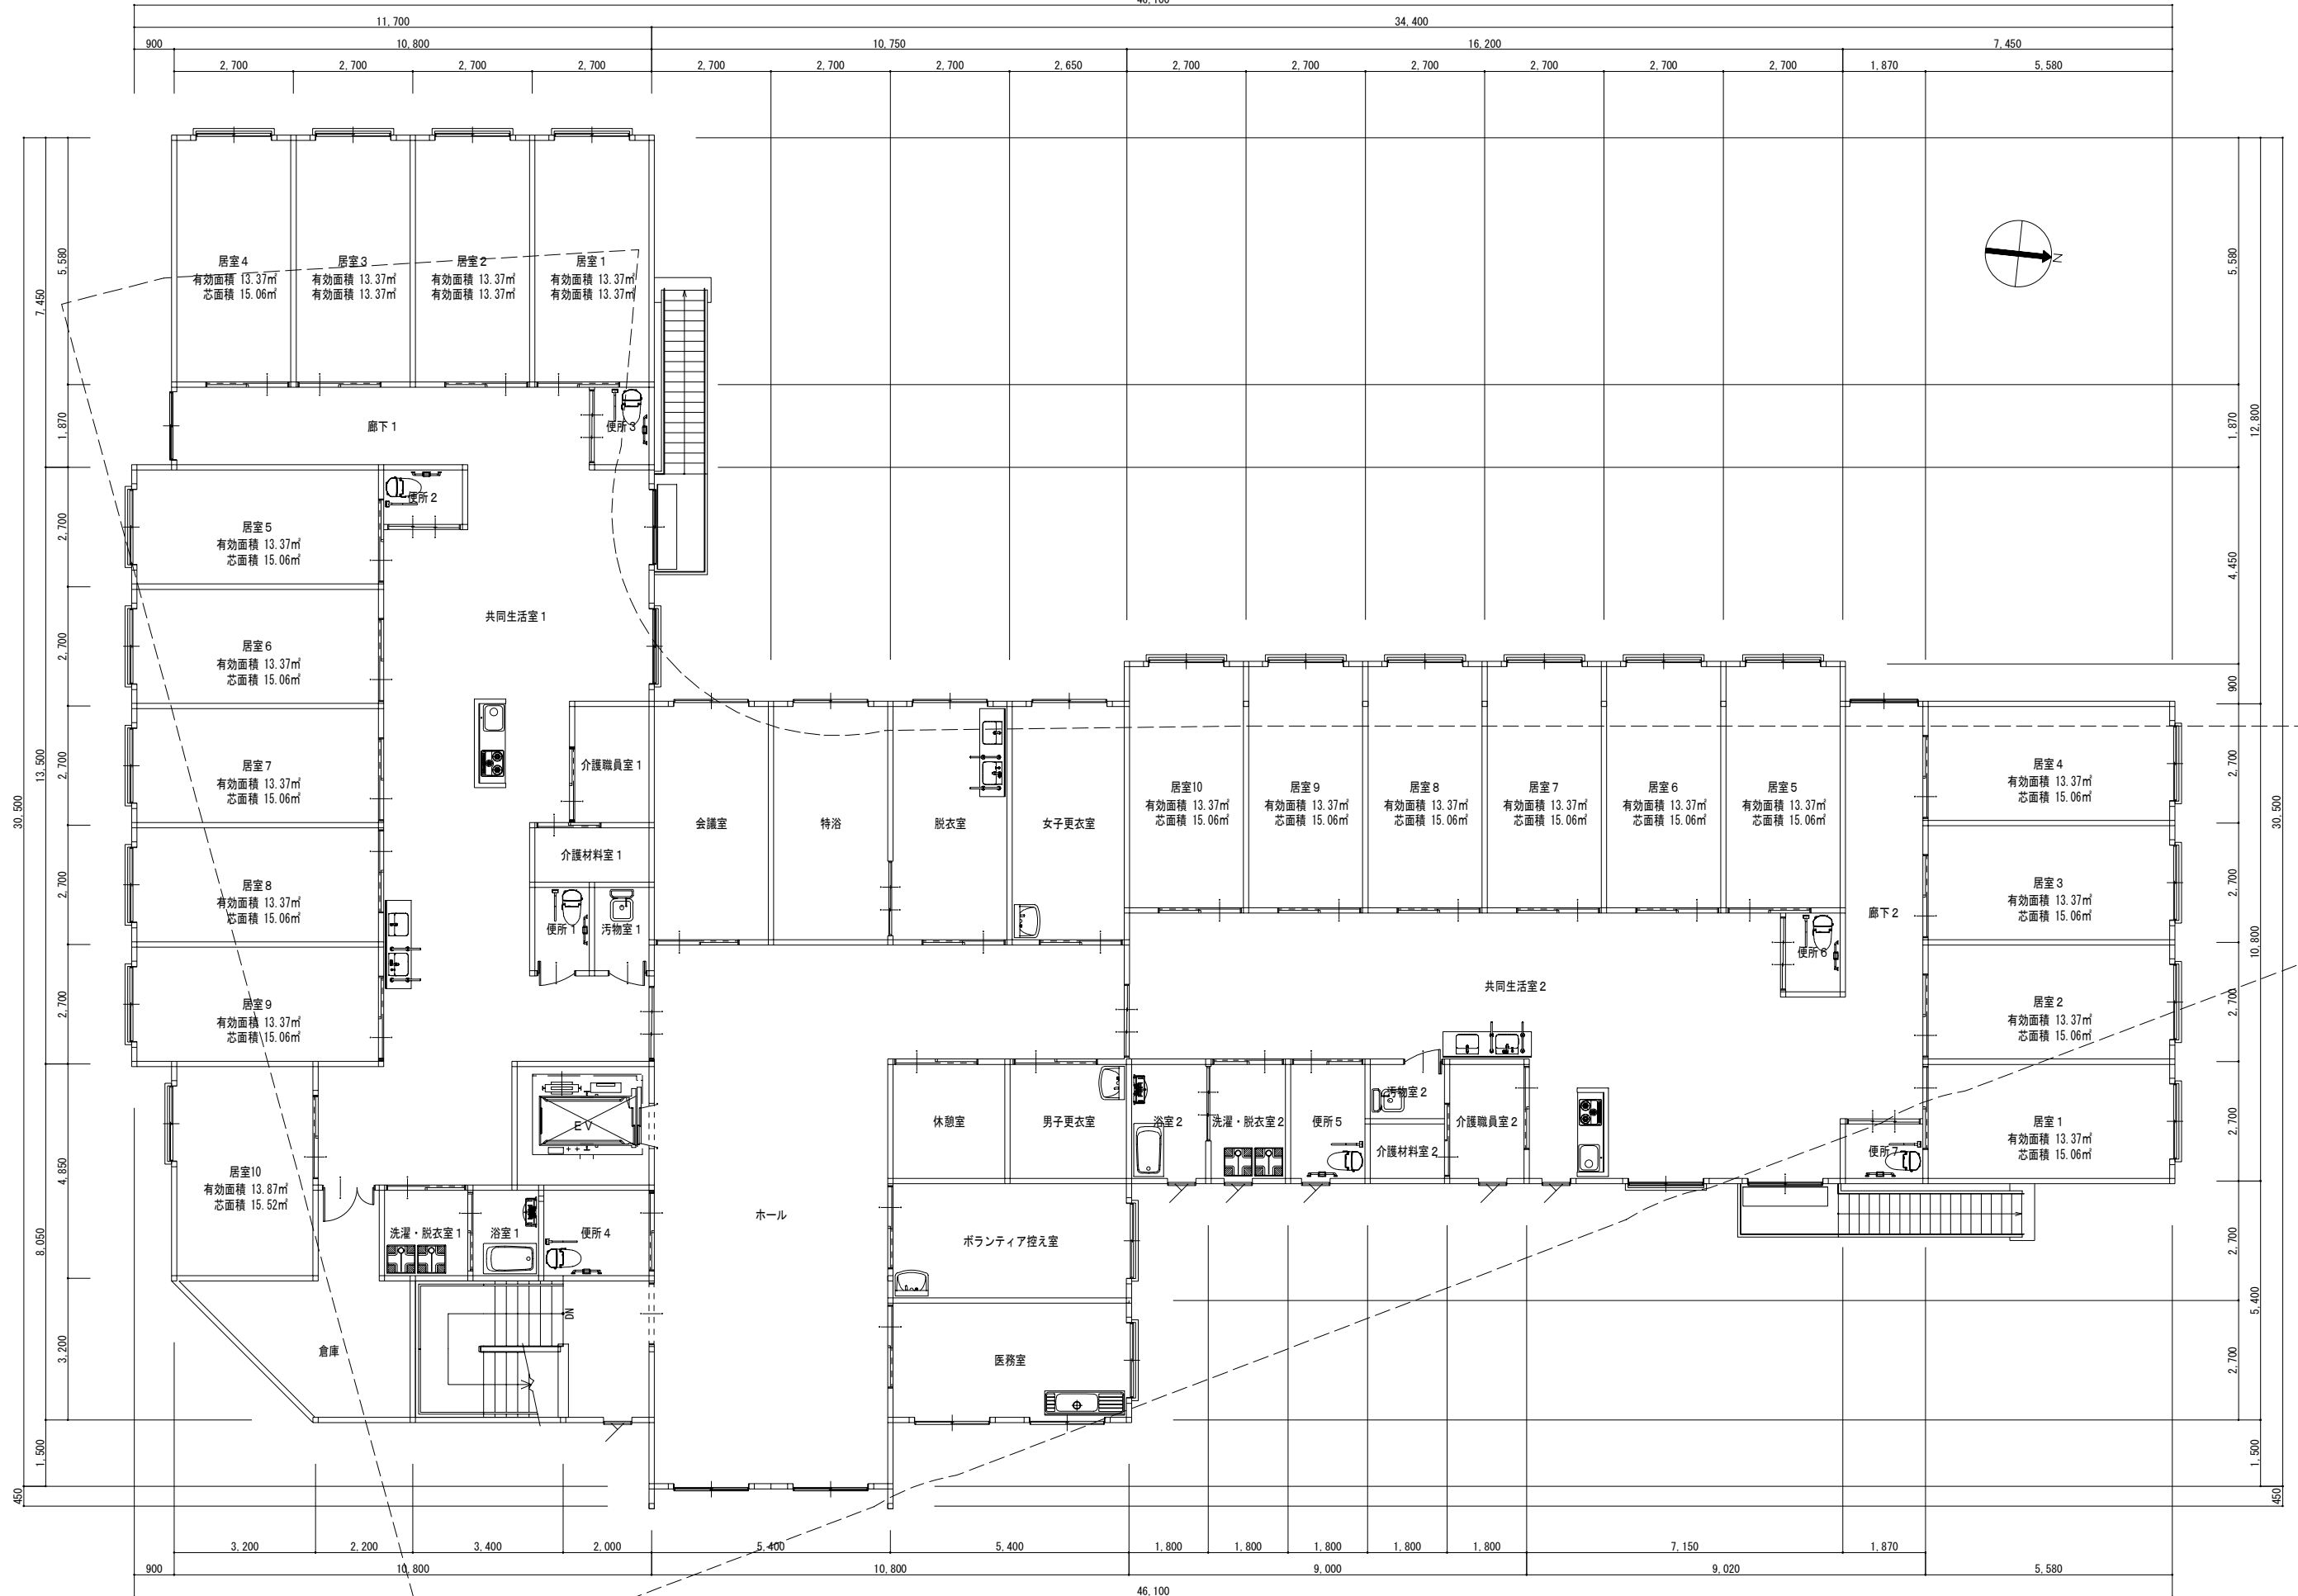 46,100
11,700
34,400
900
10,800
10,750
16,200
7,450
2,700
2,700
2,700
2,700
2,700
2,700
2,700
2,650
2,700
2,700
2,700
2,700
2,700
2,700
1,870
5,580
N
居室4
有効面積 13.37㎡
芯面積 15.06㎡
居室3
有効面積 13.37㎡
有効面積 13.37㎡
居室2
有効面積 13.37㎡
有効面積 13.37㎡
居室1
有効面積 13.37㎡
有効面積 13.37㎡
廊下1
便所3
便所2
居室5
有効面積 13.37㎡
芯面積 15.06㎡
共同生活室1
居室6
有効面積 13.37㎡
芯面積 15.06㎡
居室7
有効面積 13.37㎡
芯面積 15.06㎡
介護職員室1
介護材料室1
居室8
有効面積 13.37㎡
芯面積 15.06㎡
便所1
汚物室1
居室9
有効面積 13.37㎡
芯面積 15.06㎡
会議室
特浴
脱衣室
女子更衣室
居室10
有効面積 13.37㎡
芯面積 15.06㎡
居室9
有効面積 13.37㎡
芯面積 15.06㎡
居室8
有効面積 13.37㎡
芯面積 15.06㎡
居室7
有効面積 13.37㎡
芯面積 15.06㎡
居室6
有効面積 13.37㎡
芯面積 15.06㎡
居室5
有効面積 13.37㎡
芯面積 15.06㎡
居室4
有効面積 13.37㎡
芯面積 15.06㎡
居室3
有効面積 13.37㎡
芯面積 15.06㎡
廊下2
便所6
共同生活室2
居室2
有効面積 13.37㎡
芯面積 15.06㎡
居室1
有効面積 13.37㎡
芯面積 15.06㎡
EV
休憩室
男子更衣室
浴室2
洗濯・脱衣室2
便所5
汚物室2
介護材料室2
介護職員室2
便所7
居室10
有効面積 13.87㎡
芯面積 15.52㎡
洗濯・脱衣室1
浴室1
便所4
ホール
ボランティア控え室
医務室
倉庫
DN
5,580
7,450
1,870
2,700
2,700
2,700
2,700
2,700
13,500
30,500
4,850
8,050
3,200
1,500
450
5,580
1,870
12,800
4,450
900
2,700
2,700
2,700
2,700
10,800
30,500
2,700
5,400
2,700
1,500
450
3,200
2,200
3,400
2,000
5,400
5,400
1,800
1,800
1,800
1,800
1,800
7,150
1,870
900
10,800
10,800
9,000
9,020
5,580
46,100